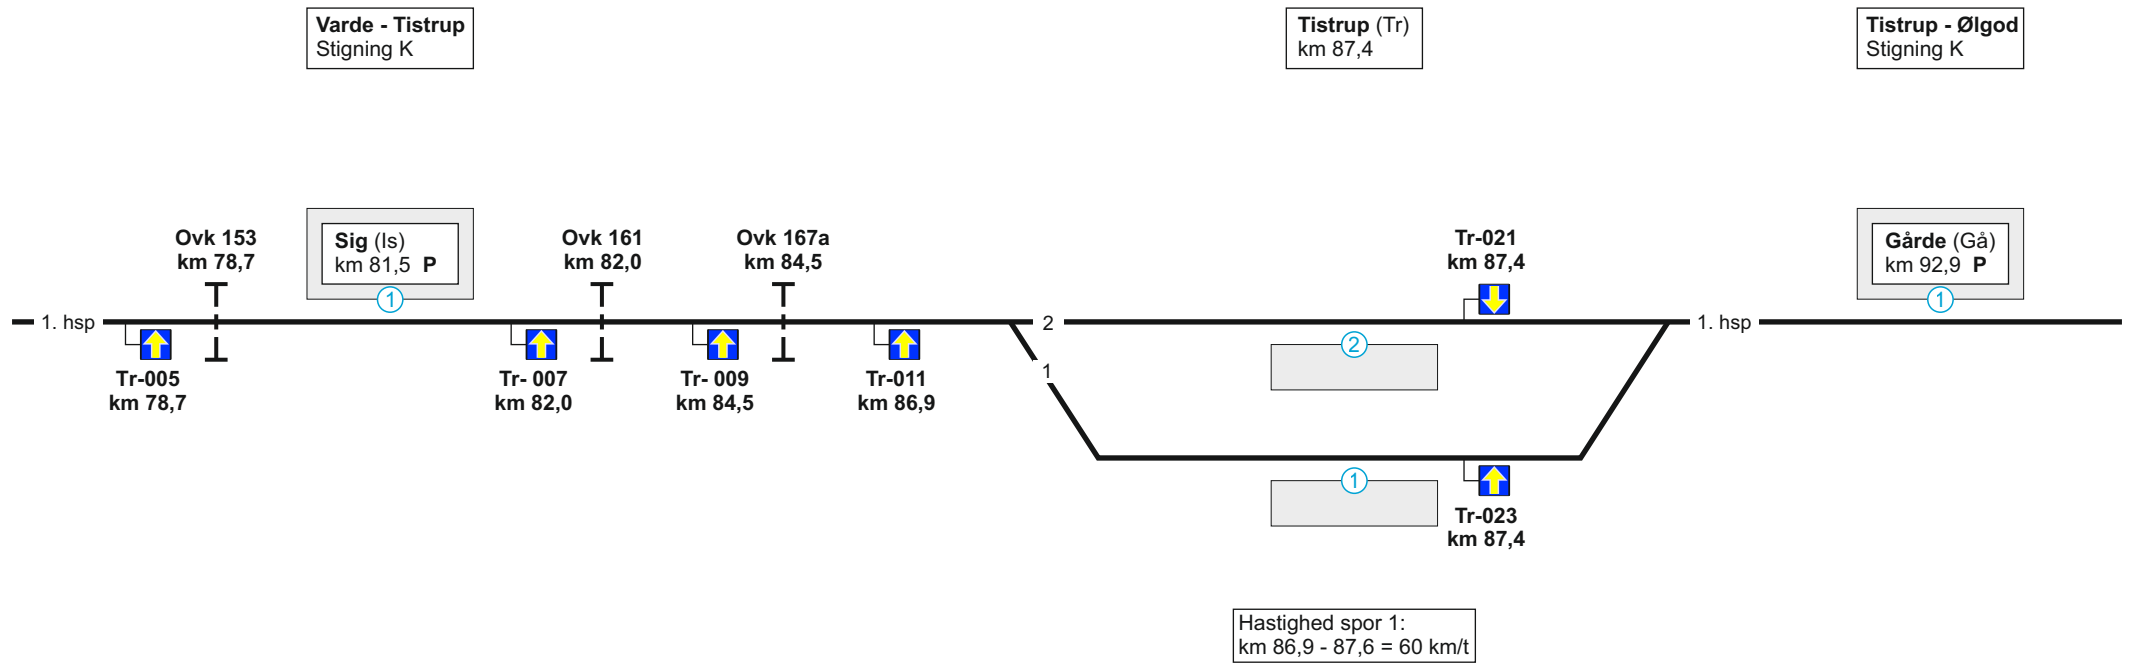 Varde - Tistrup
Stigning K
Tistrup (Tr)
km 87,4
Tistrup - Ølgod
Stigning K
Ovk 153
km 78,7
Sig (Is)
km 81,5 P
1
Ovk 161
km 82,0
Ovk 167a
km 84,5
Tr-021
km 87,4
Gårde (Gå)
km 92,9 P
1
1. hsp
2
1. hsp
Tr-005
km 78,7
Tr- 007
km 82,0
Tr- 009
km 84,5
Tr-011
km 86,9
1
2
1
Tr-023
km 87,4
Hastighed spor 1:
km 86,9 - 87,6 = 60 km/t